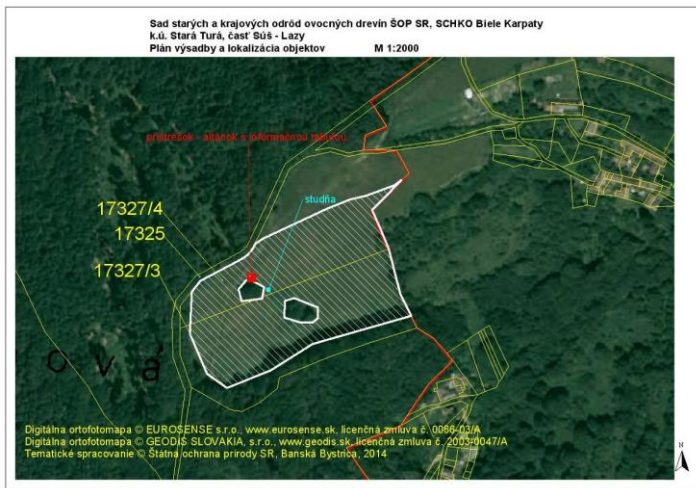 Sad starých a krajových odrôd ovocných drevín ŠOP SR, SCHKO Biele Karpaty
k.ú. Stará Turá, časť Súš - Lazy
Plán výsadby a lokalizácia objektov M 1:2000
prístrešok - altánok s informačnou tabuľou
studňa
17327/4
17325
17327/3
o v á
Digitálna ortofotomapa © EUROSENSE s.r.o., www.eurosense.sk, licenčná zmluva č. 0086-03/A
Digitálna ortofotomapa © GEODIS SLOVAKIA, s.r.o., www.geodis.sk, licenčná zmluva č. 2003-0047/A
Tematické spracovanie © Štátna ochrana prírody SR, Banská Bystrica, 2014
N